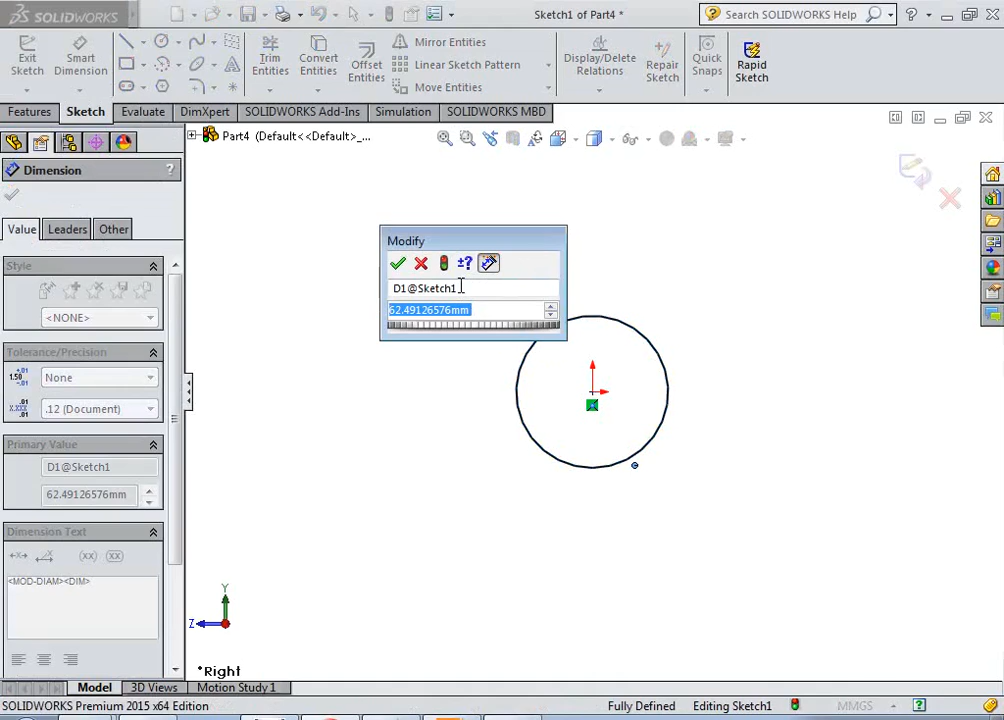 SOLIDWORKS
Sketch1 of Part4 *
Search SOLIDWORKS Help
Exit Sketch
Smart Dimension
Trim Entities
Convert Entities
Offset Entities
Mirror Entities
Linear Sketch Pattern
Move Entities
Display/Delete Relations
Repair Sketch
Quick Snaps
Rapid Sketch
Features Sketch Evaluate DimXpert SOLIDWORKS Add-Ins Simulation SOLIDWORKS MBD
Part4 (Default<<Default>_...
Dimension
?
Value Leaders Other
Style
<NONE>
Tolerance/Precision
None
.12 (Document)
Primary Value
D1@Sketch1
62.49126576mm
Dimension Text
(xx) (xx)
<MOD-DIAM><DIM>
Modify
±?
D1@Sketch1
62.49126576mm
Y
Z
*Right
Model 3D Views Motion Study 1
SOLIDWORKS Premium 2015 x64 Edition
Fully Defined
Editing Sketch1
MMGS
?